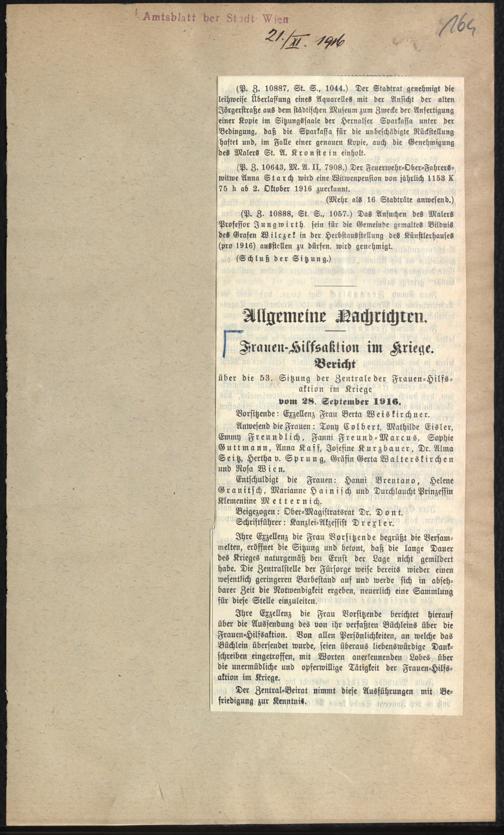 Amtsblatt der Stadt Wien
21./XI. 1916
164
(P. Z. 10887, St. S., 1044.) Der Stadtrat genehmigt die
leihweise Überlassung eines Aquarelles mit der Ansicht der alten
Jörgerstraße aus dem städtischen Museum zum Zwecke der Anfertigung
einer Kopie im Sitzungssaale der Hernalser Sparkassa unter der
Bedingung, daß die Sparkassa für die unbeschädigte Rückstellung
haftet und, im Falle einer genauen Kopie, auch die Genehmigung
des Malers St. A. Kronstein einholt.
(P. Z. 10643, M. A. II, 7908.) Der Feuerwehr-Ober-Fahrers-
witwe Anna Starch wird eine Witwenpension von jährlich 1153 K
75 h ab 2. Oktober 1916 zuerkannt.
(Mehr als 16 Stadträte anwesend.)
(P. Z. 10888, St. S., 1057.) Das Ansuchen des Malers
Professor Jungwirth, sein für die Gemeinde gemaltes Bildnis
des Grafen Wilczek in der Herbstausstellung des Künstlerhauses
(pro 1916) ausstellen zu dürfen, wird genehmigt.
(Schluß der Sitzung.)
Allgemeine Nachrichten.
Frauen-Hilfsaktion im Kriege.
Bericht
über die 53. Sitzung der Zentrale der Frauen-Hilfs-
aktion im Kriege
vom 28. September 1916.
Vorsitzende: Exzellenz Frau Berta Weiskirchner.
Anwesend die Frauen: Tony Colbert, Mathilde Eisler,
Emmy Freundlich, Fanni Freund-Marcus, Sophie
Guttmann, Anna Kaff, Josefine Kurzbauer, Dr. Alma
Seitz, Hertha v. Sprung, Gräfin Gerta Walterskirchen
und Rosa Wien.
Entschuldigt die Frauen: Hanni Brentano, Helene
Granitsch, Marianne Hainisch und Durchlaucht Prinzessin
Klementine Metternich.
Beigezogen: Ober-Magistratsrat Dr. Dont.
Schriftführer: Kanzlei-Akzessist Drexler.
Ihre Exzellenz die Frau Vorsitzende begrüßt die Versam-
melten, eröffnet die Sitzung und betont, daß die lange Dauer
des Krieges naturgemäß den Ernst der Lage nicht gemildert
habe. Die Zentralstelle der Fürsorge weise bereits wieder einen
wesentlich geringeren Barbestand auf und werde sich in abseh-
barer Zeit die Notwendigkeit ergeben, neuerlich eine Sammlung
für diese Stelle einzuleiten.
Ihre Exzellenz die Frau Vorsitzende berichtet hierauf
über die Aussendung des von ihr verfaßten Büchleins über die
Frauen-Hilfsaktion. Von allen Persönlichkeiten, an welche das
Büchlein übersendet wurde, seien überaus liebenswürdige Dank-
schreiben eingetroffen, mit Worten anerkennenden Lobes über
die unermüdliche und opferwillige Tätigkeit der Frauen-Hilfs-
aktion im Kriege.
Der Zentral-Beirat nimmt diese Ausführungen mit Be-
friedigung zur Kenntnis.